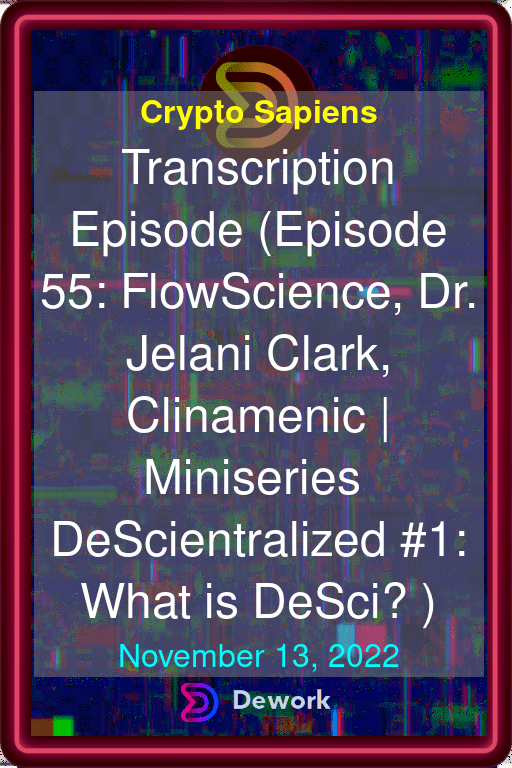 Crypto Sapiens
Transcription
Episode (Episode
55: FlowScience, Dr.
Jelani Clark,
Clinamenic |
Miniseries
DeScientralized #1:
What is DeSci? )
November 13, 2022
Dework